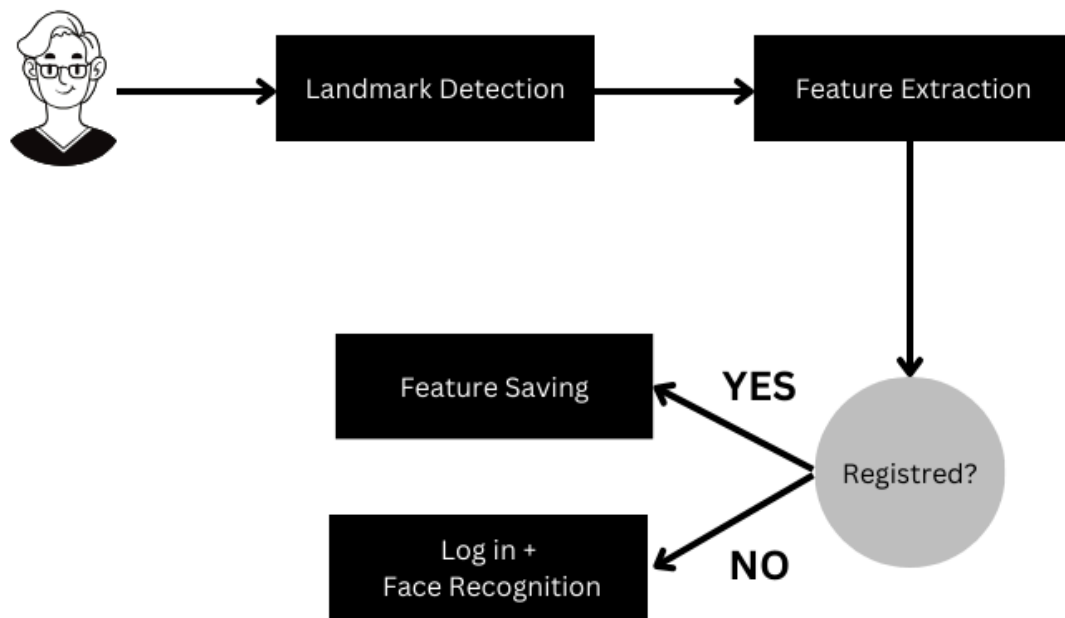 Landmark Detection
Feature Extraction
Feature Saving
YES
Registred?
Log in +
Face Recognition
NO